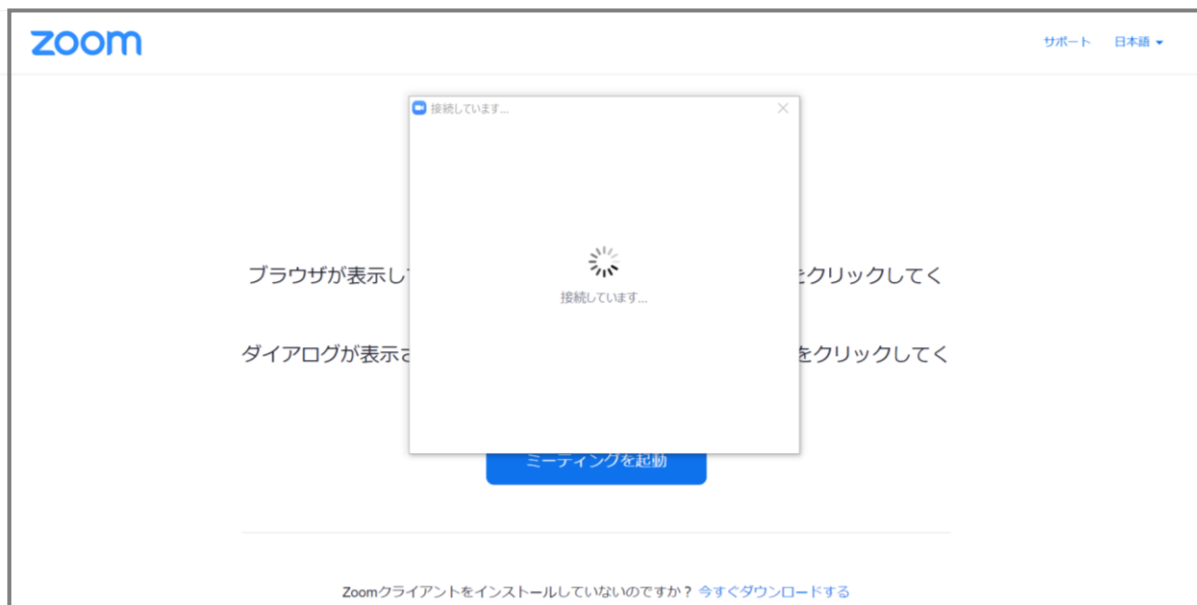 zoom
サポート 日本語
接続しています...
接続しています...
ブラウザが表示し
をクリックしてく
ダイアログが表示さ
をクリックしてく
ミーティングを起動
Zoomクライアントをインストールしていないのですか？ 今すぐダウンロードする